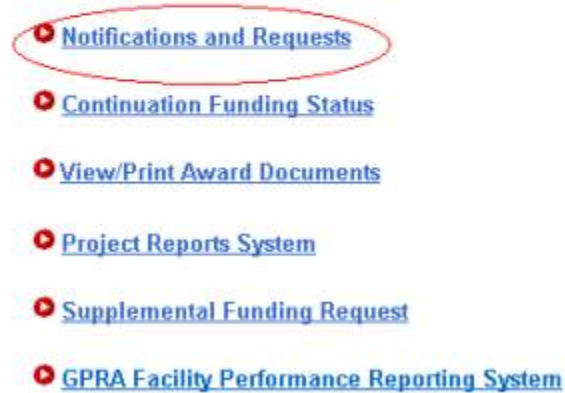 Notifications and Requests
Continuation Funding Status
View/Print Award Documents
Project Reports System
Supplemental Funding Request
GPRA Facility Performance Reporting System